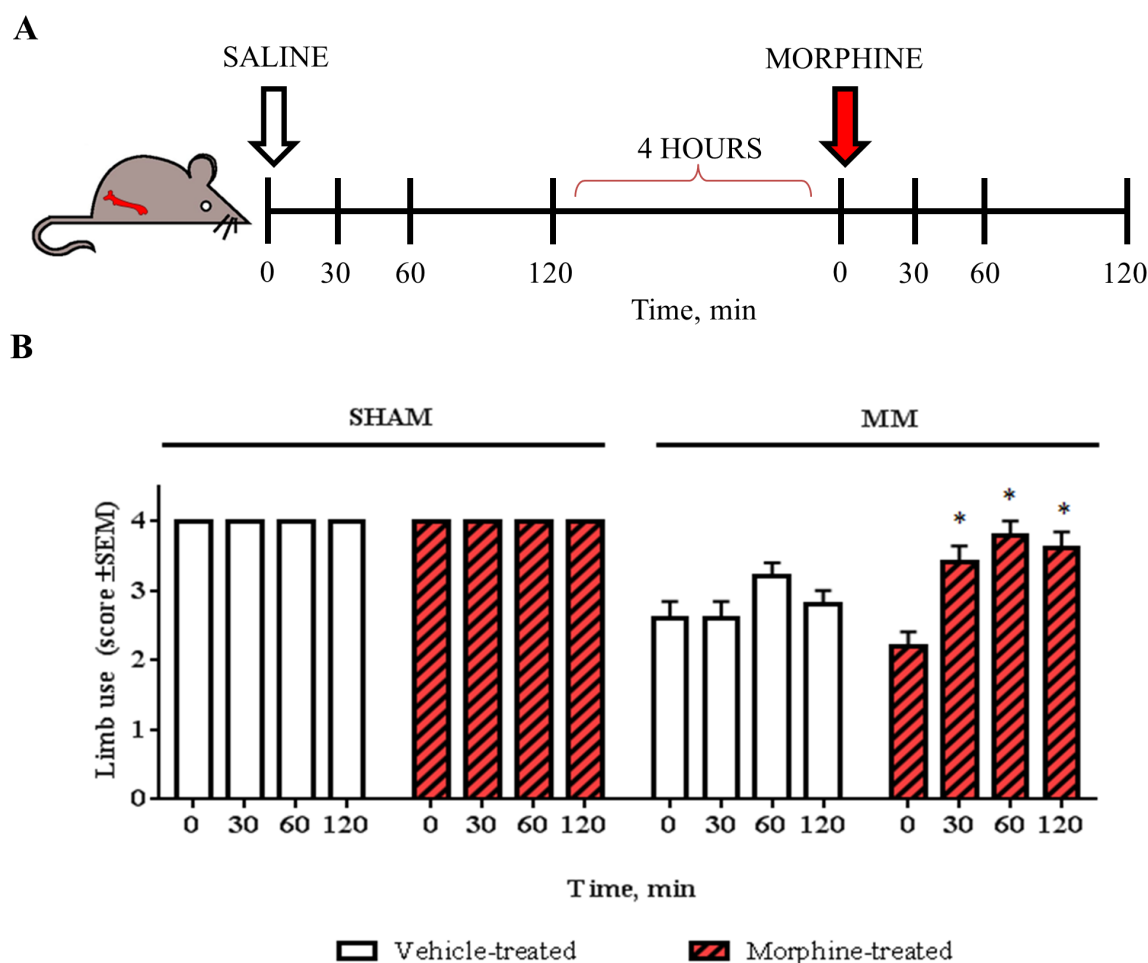 A
SALINE
MORPHINE
4 HOURS
0 30 60 120 0 30 60 120
Time, min
B
SHAM MM
Limb use (score ±SEM)
4
3
2
1
0
* * *
0 30 60 120 0 30 60 120 0 30 60 120 0 30 60 120
Time, min
Vehicle-treated Morphine-treated